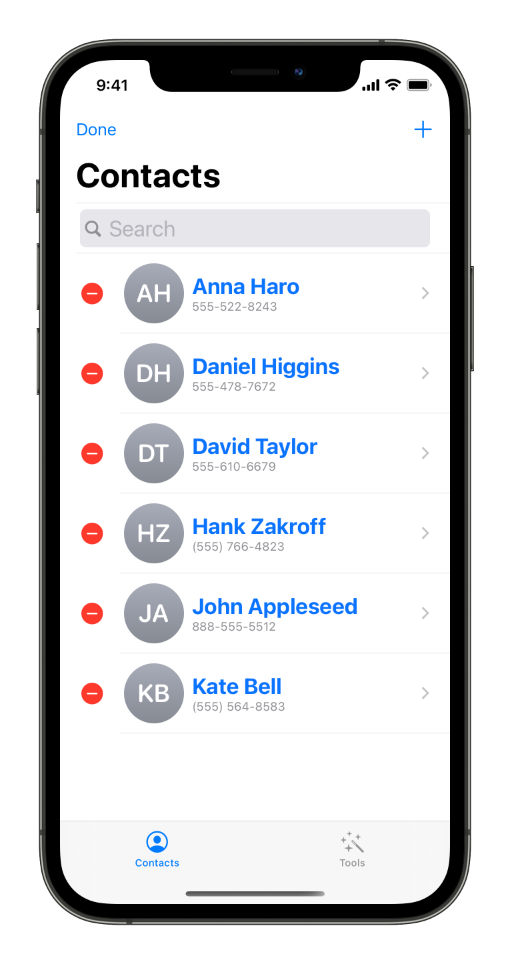 9:41
Done
Contacts
Search
AH
Anna Haro
555-522-8243
DH
Daniel Higgins
555-478-7672
DT
David Taylor
555-610-6679
HZ
Hank Zakroff
(555) 766-4823
JA
John Appleseed
888-555-5512
KB
Kate Bell
(555) 564-8583
Contacts
Tools